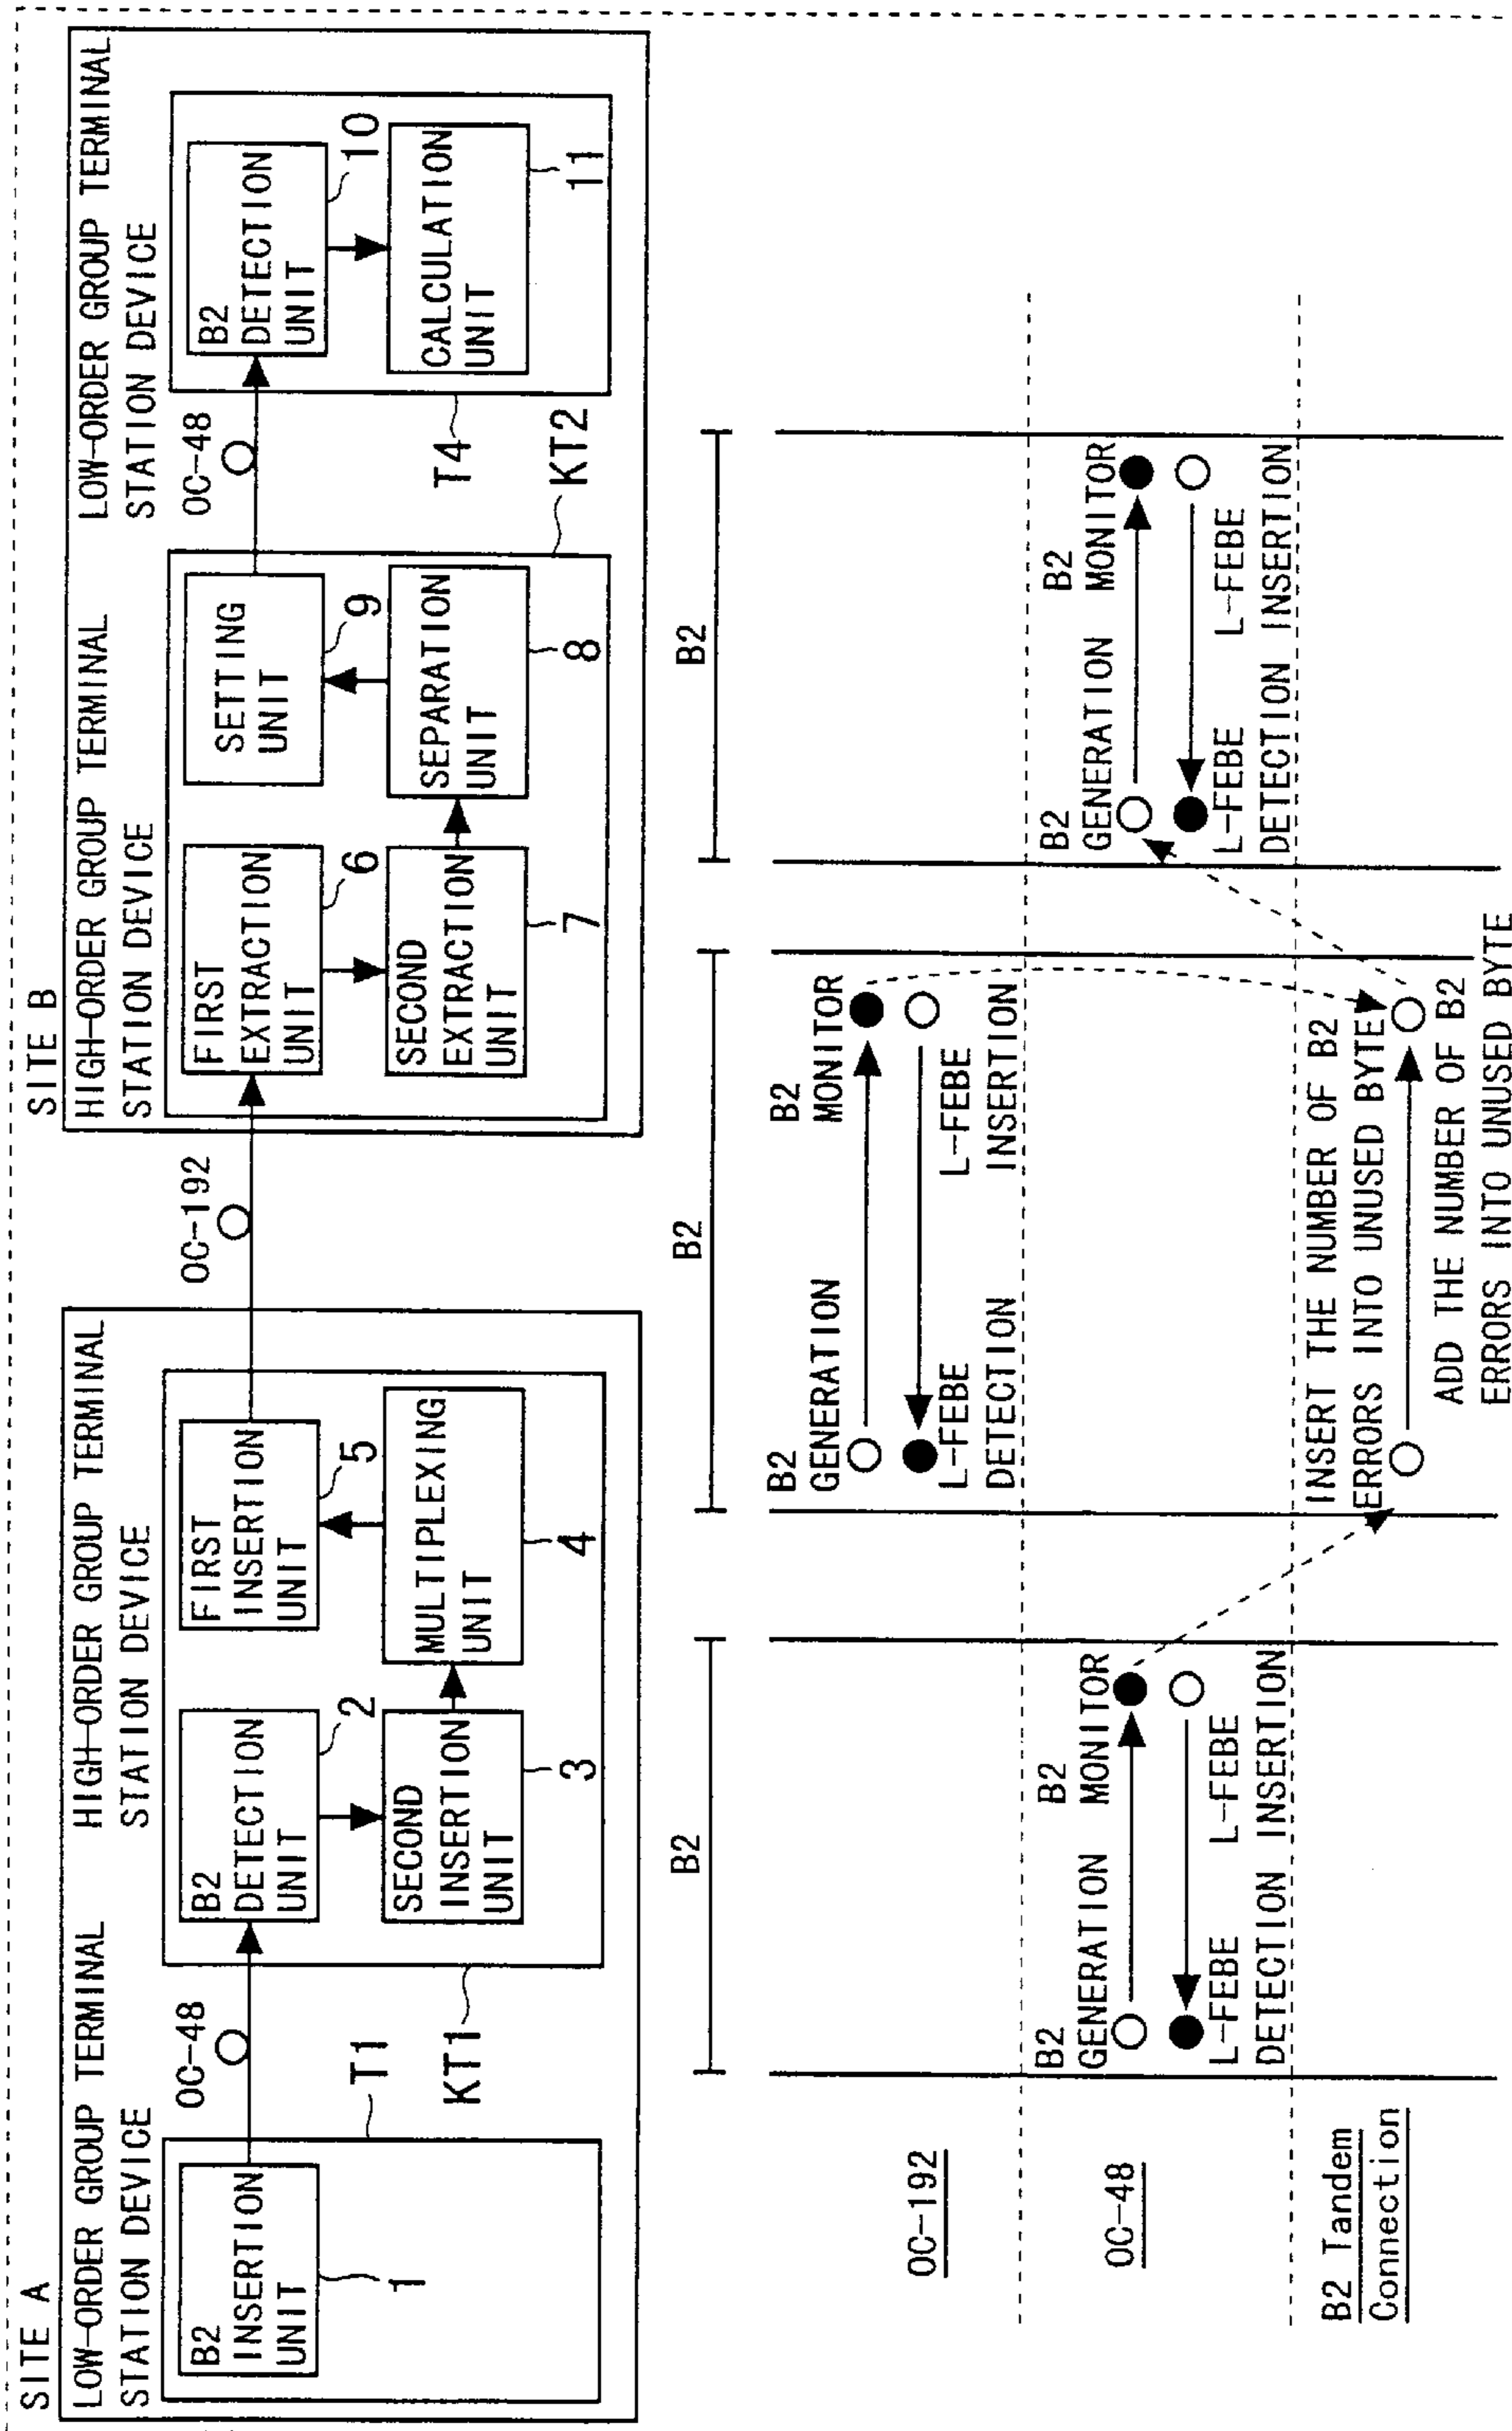 SITE A
LOW-ORDER GROUP TERMINAL
STATION DEVICE
HIGH-ORDER GROUP TERMINAL
STATION DEVICE
B2
INSERTION
UNIT
1
T1
OC-48
B2
DETECTION
UNIT
2
SECOND
INSERTION
UNIT
3
MULTIPLEXING
UNIT
4
FIRST
INSERTION
UNIT
5
KT1
OC-192
SITE B
HIGH-ORDER GROUP TERMINAL
STATION DEVICE
LOW-ORDER GROUP TERMINAL
STATION DEVICE
FIRST
EXTRACTION
UNIT
6
SECOND
EXTRACTION
UNIT
7
SEPARATION
UNIT
8
SETTING
UNIT
9
KT2
OC-48
B2
DETECTION
UNIT
10
CALCULATION
UNIT
11
T4
B2
B2
B2
OC-192
B2
GENERATION
B2
MONITOR
L-FEBE
DETECTION
L-FEBE
INSERTION
OC-48
B2
GENERATION
B2
MONITOR
L-FEBE
DETECTION
L-FEBE
INSERTION
B2
GENERATION
B2
MONITOR
L-FEBE
DETECTION
L-FEBE
INSERTION
B2 Tandem
Connection
INSERT THE NUMBER OF B2
ERRORS INTO UNUSED BYTE
ADD THE NUMBER OF B2
ERRORS INTO UNUSED BYTE